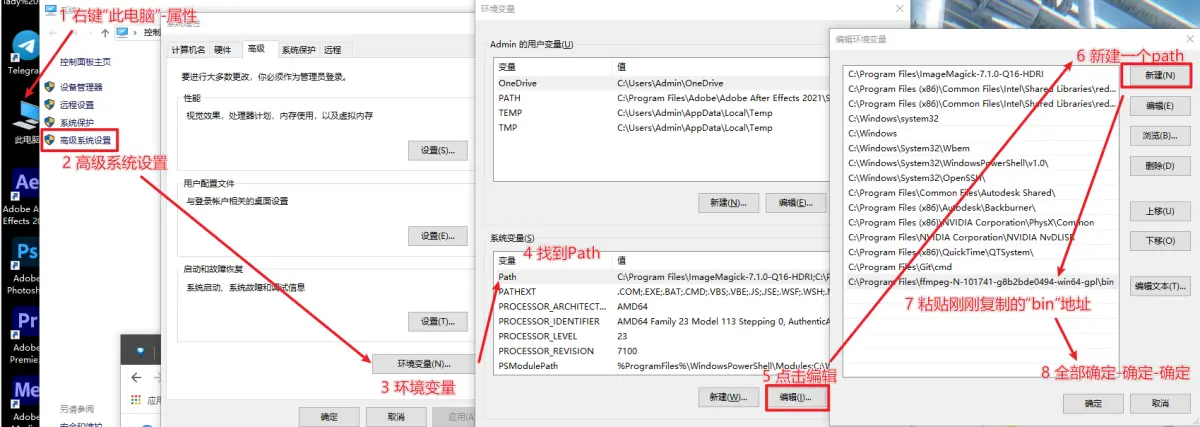 1 右键“此电脑”-属性
Telegra
此电脑
Ae
Adobe After
Effects 20
Ps
Adobe
Photosho
Pr
Adobe
Premie
Me
Adobe
控制面板主页
设备管理器
远程设置
系统保护
高级系统设置
2 高级系统设置
另请参阅
系统属性
计算机名 硬件 高级 系统保护 远程
要进行大多数更改，你必须作为管理员登录。
性能
视觉效果，处理器计划，内存使用，以及虚拟内存
设置(S)...
用户配置文件
与登录帐户相关的桌面设置
设置(E)...
启动和故障恢复
系统启动、系统故障和调试信息
设置(T)...
环境变量(N)...
3 环境变量
确定 取消 应用(A)
环境变量
Admin 的用户变量(U)
变量 值
OneDrive C:\Users\Admin\OneDrive
PATH C:\Program Files\Adobe\Adobe After Effects 2021\S
TEMP C:\Users\Admin\AppData\Local\Temp
TMP C:\Users\Admin\AppData\Local\Temp
新建(N)... 编辑(E)...
系统变量(S)
4 找到Path
变量 值
Path C:\Program Files\ImageMagick-7.1.0-Q16-HDRI;C:\P
PATHEXT .COM;.EXE;.BAT;.CMD;.VBS;.VBE;.JS;.JSE;.WSF;.WSH;.
PROCESSOR_ARCHITECT... AMD64
PROCESSOR_IDENTIFIER AMD64 Family 23 Model 113 Stepping 0, AuthenticA
PROCESSOR_LEVEL 23
PROCESSOR_REVISION 7100
PSModulePath %ProgramFiles%\WindowsPowerShell\Modules;C:\W
5 点击编辑
新建(W)... 编辑(I)...
编辑环境变量
6 新建一个path
C:\Program Files\ImageMagick-7.1.0-Q16-HDRI
C:\Program Files (x86)\Common Files\Intel\Shared Libraries\red...
C:\Program Files (x86)\Common Files\Intel\Shared Libraries\red...
C:\Windows\system32
C:\Windows
C:\Windows\System32\Wbem
C:\Windows\System32\WindowsPowerShell\v1.0\
C:\Windows\System32\OpenSSH\
C:\Program Files\Common Files\Autodesk Shared\
C:\Program Files (x86)\Autodesk\Backburner\
C:\Program Files (x86)\NVIDIA Corporation\PhysX\Common
C:\Program Files\NVIDIA Corporation\NVIDIA NvDLISR
C:\Program Files (x86)\QuickTime\QTSystem\
C:\Program Files\Git\cmd
C:\Program Files\ffmpeg-N-101741-g8b2bde0494-win64-gpl\bin
新建(N)
编辑(E)
浏览(B)...
删除(D)
上移(U)
下移(O)
编辑文本(T)...
7 粘贴刚刚复制的“bin”地址
8 全部确定-确定-确定
确定 取消